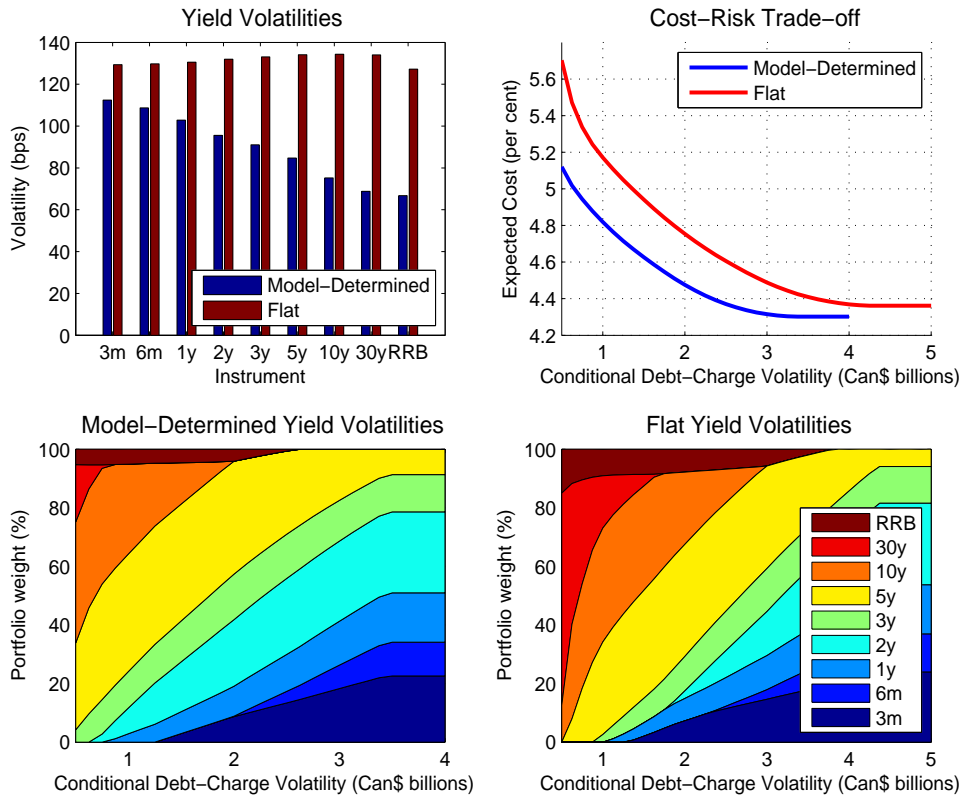 Yield Volatilities
140
120
100
80
60
40
20
0
Volatility (bps)
Model−Determined
Flat
3m 6m 1y 2y 3y 5y 10y 30y RRB
Instrument
Cost−Risk Trade−off
5.6
5.4
5.2
5
4.8
4.6
4.4
4.2
Expected Cost (per cent)
Model−Determined
Flat
1 2 3 4 5
Conditional Debt−Charge Volatility (Can$ billions)
Model−Determined Yield Volatilities
100
80
60
40
20
0
Portfolio weight (%)
1 2 3 4
Conditional Debt−Charge Volatility (Can$ billions)
Flat Yield Volatilities
100
80
60
40
20
0
Portfolio weight (%)
RRB
30y
10y
5y
3y
2y
1y
6m
3m
1 2 3 4 5
Conditional Debt−Charge Volatility (Can$ billions)